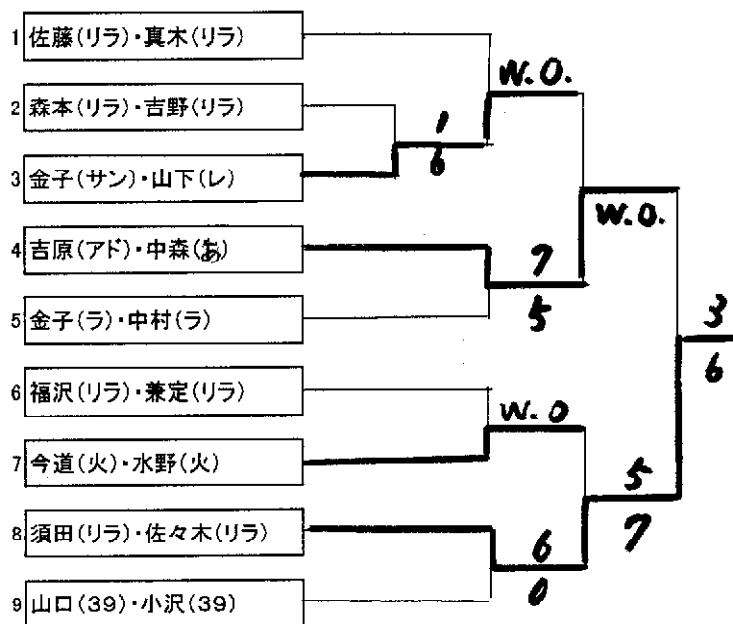 1 佐藤(リラ)・真木(リラ)
W.O.
2 森本(リラ)・吉野(リラ)
1
6
3 金子(サン)・山下(レ)
W.O.
4 吉原(アド)・中森(あ)
7
5
5 金子(ラ)・中村(ラ)
3
6
6 福沢(リラ)・兼定(リラ)
W.O
7 今道(火)・水野(火)
5
7
8 須田(リラ)・佐々木(リラ)
6
0
9 山口(39)・小沢(39)